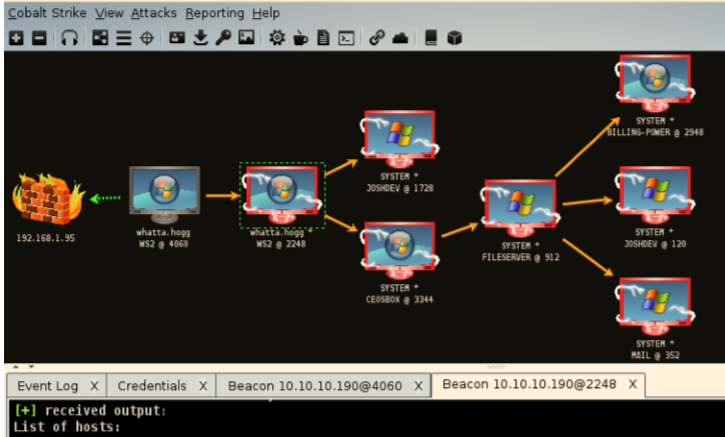 Cobalt Strike View Attacks Reporting Help
SYSTEM *
BILLING-POWER @ 2948
SYSTEM *
JOSHDEV @ 1728
192.168.1.95
whatta.hogg
WS2 @ 4060
whatta.hogg *
WS2 @ 2248
SYSTEM *
CEOSBOX @ 3344
SYSTEM *
FILESERVER @ 912
SYSTEM *
JOSHDEV @ 120
SYSTEM *
MAIL @ 352
Event Log X Credentials X Beacon 10.10.10.190@4060 X Beacon 10.10.10.190@2248 X
[+] received output:
List of hosts: